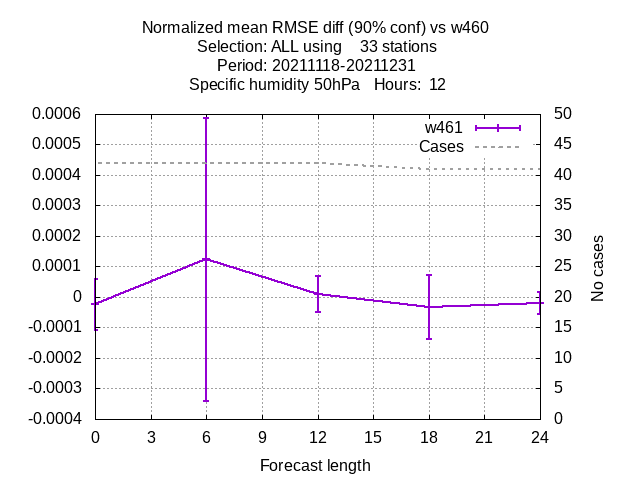 Normalized mean RMSE diff (90% conf) vs w460
Selection: ALL using    33 stations
Period: 20211118-20211231
Specific humidity 50hPa   Hours:  12
w461
Cases
0.0006
0.0005
0.0004
0.0003
0.0002
0.0001
0
-0.0001
-0.0002
-0.0003
-0.0004
50
45
40
35
30
25
20
15
10
5
0
No cases
0 3 6 9 12 15 18 21 24
Forecast length